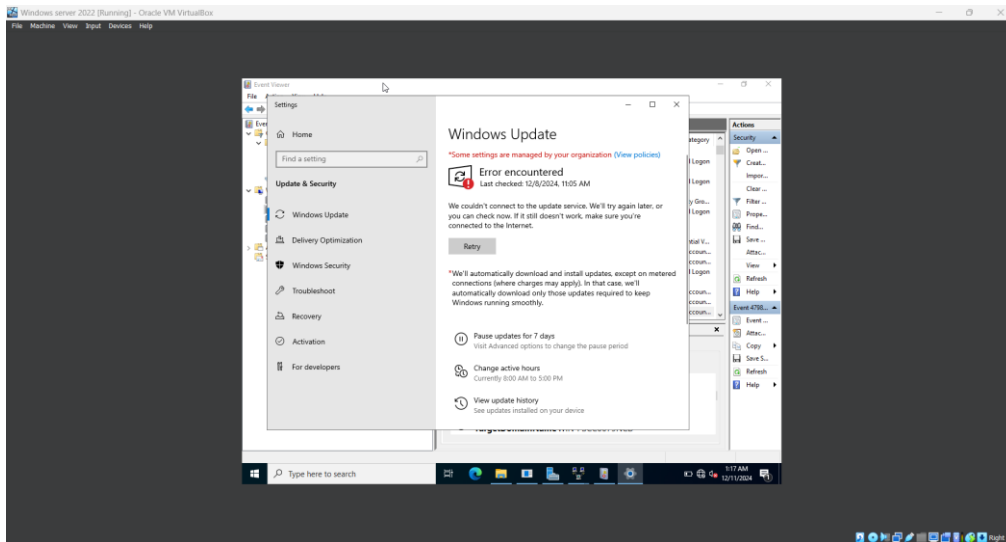 Windows server 2022 [Running] - Oracle VM VirtualBox
File Machine View Input Devices Help
Event Viewer
File
Settings
Home
Find a setting
Update & Security
Windows Update
Delivery Optimization
Windows Security
Troubleshoot
Recovery
Activation
For developers
Windows Update
*Some settings are managed by your organization (View policies)
Error encountered
Last checked: 12/8/2024, 11:05 AM
We couldn't connect to the update service. We'll try again later, or
you can check now. If it still doesn't work, make sure you're
connected to the Internet.
Retry
*We'll automatically download and install updates, except on metered
connections (where charges may apply). In that case, we'll
automatically download only those updates required to keep
Windows running smoothly.
Pause updates for 7 days
Visit Advanced options to change the pause period
Change active hours
Currently 8:00 AM to 5:00 PM
View update history
See updates installed on your device
Actions
Security
Open ...
Creat...
Impor...
Clear ...
Filter ...
Prope...
Find...
Save ...
Attac...
View
Refresh
Help
Event 4798...
Event ...
Attac...
Copy
Save S...
Refresh
Help
Type here to search
1:17 AM
12/11/2024
Right